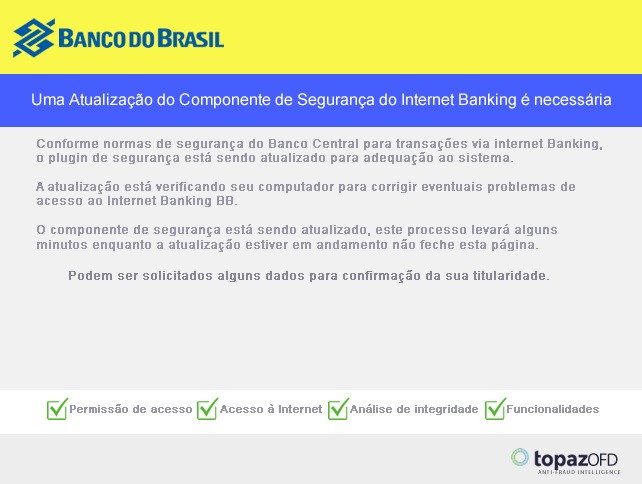 BANCO DO BRASIL
Uma Atualização do Componente de Segurança do Internet Banking é necessária
Conforme normas de segurança do Banco Central para transações via internet Banking,
o plugin de segurança está sendo atualizado para adequação ao sistema.
A atualização está verificando seu computador para corrigir eventuais problemas de
acesso ao Internet Banking BB.
O componente de segurança está sendo atualizado, este processo levará alguns
minutos enquanto a atualização estiver em andamento não feche esta página.
Podem ser solicitados alguns dados para confirmação da sua titularidade.
Permissão de acesso Acesso à Internet Análise de integridade Funcionalidades
topazOFD
ANTI-FRAUD INTELLIGENCE